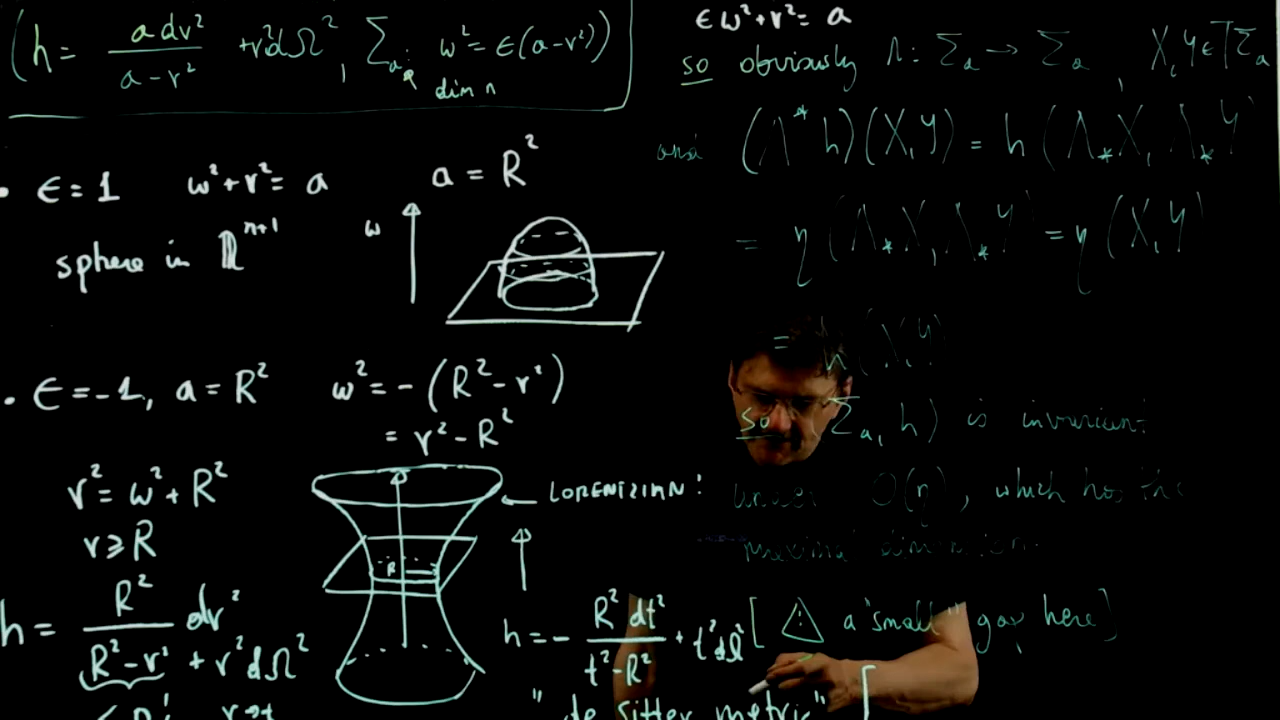 (h = a dr² / (a - r²) + r²dΩ², Σₐ: w² = ϵ(a-r²))
dim n
• ϵ = 1 w² + r² = a a = R²
sphere in ℝⁿ⁺¹ w
• ϵ = -1, a = R² w² = -(R² - r²)
= r² - R²
r² = w² + R²
r ⩾ R
← LORENTZIAN!
R
h = R² / (R² - r²) dr² + r²dΩ²
< 0!
h = - R² dt² / (t² - R²) + t²dΩ²
"de Sitter metric"
ϵw² + r² = a
so obviously Λ: Σₐ → Σₐ, X, Y ∈ TΣₐ
and (Λ* h)(X, Y) = h(Λ⁎X, Λ⁎Y)
= η(Λ⁎X, Λ⁎Y) = η(X, Y)
= h(X, Y)
so (Σₐ, h) is invariant
under O(η), which has the
maximal dimension.
[⚠ a "small" gap here]